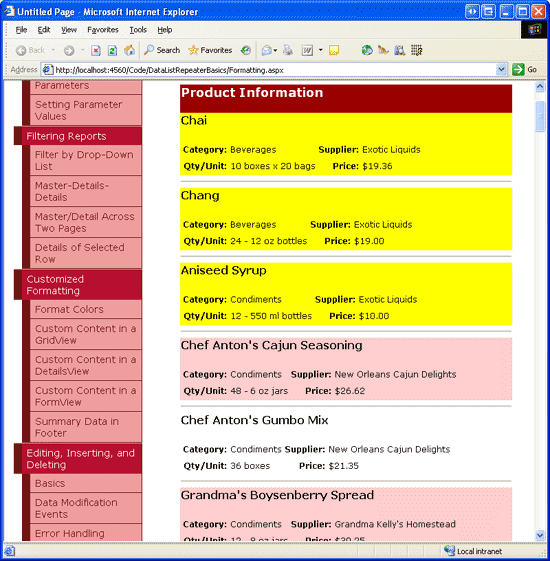 Untitled Page - Microsoft Internet Explorer
File Edit View Favorites Tools Help
Back Search Favorites
Address http://localhost:4560/Code/DataListRepeaterBasics/Formatting.aspx Go
Parameters
Setting Parameter
Values
Filtering Reports
Filter by Drop-Down
List
Master-Details-
Details
Master/Detail Across
Two Pages
Details of Selected
Row
Customized
Formatting
Format Colors
Custom Content in a
GridView
Custom Content in a
DetailsView
Custom Content in a
FormView
Summary Data in
Footer
Editing, Inserting, and
Deleting
Basics
Data Modification
Events
Error Handling
Product Information
Chai
Category: Beverages Supplier: Exotic Liquids
Qty/Unit: 10 boxes x 20 bags Price: $19.36
Chang
Category: Beverages Supplier: Exotic Liquids
Qty/Unit: 24 - 12 oz bottles Price: $19.00
Aniseed Syrup
Category: Condiments Supplier: Exotic Liquids
Qty/Unit: 12 - 550 ml bottles Price: $10.00
Chef Anton's Cajun Seasoning
Category: Condiments Supplier: New Orleans Cajun Delights
Qty/Unit: 48 - 6 oz jars Price: $26.62
Chef Anton's Gumbo Mix
Category: Condiments Supplier: New Orleans Cajun Delights
Qty/Unit: 36 boxes Price: $21.35
Grandma's Boysenberry Spread
Category: Condiments Supplier: Grandma Kelly's Homestead
Qty/Unit: 12 - 8 oz jars Price: $30.25
Local intranet